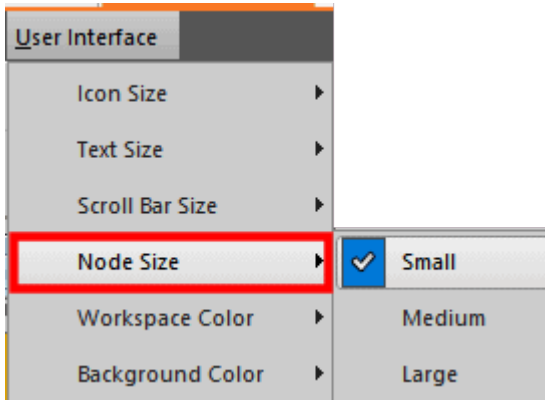 User Interface
Icon Size
Text Size
Scroll Bar Size
Node Size
Small
Workspace Color
Medium
Background Color
Large